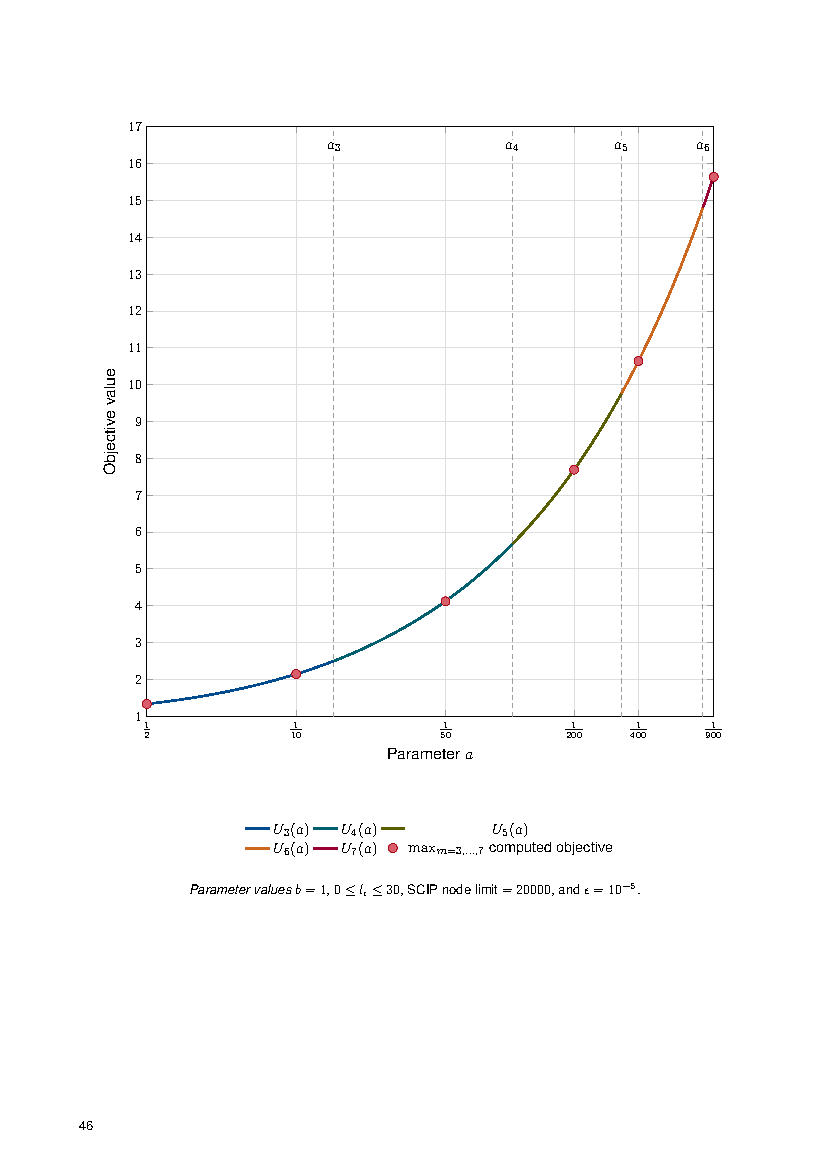 17
a₃ a₄ a₅ a₆
16
15
14
13
12
11
10
9
8
7
6
5
4
3
2
1
Objective value
1/2 1/10 1/50 1/200 1/400 1/900
Parameter a
U₃(a) U₄(a) U₅(a)
U₆(a) U₇(a) maxₘ₌₃,...,₇ computed objective
Parameter values b = 1, 0 ≤ lᵢ ≤ 30, SCIP node limit = 20000, and ϵ = 10⁻⁵.
46